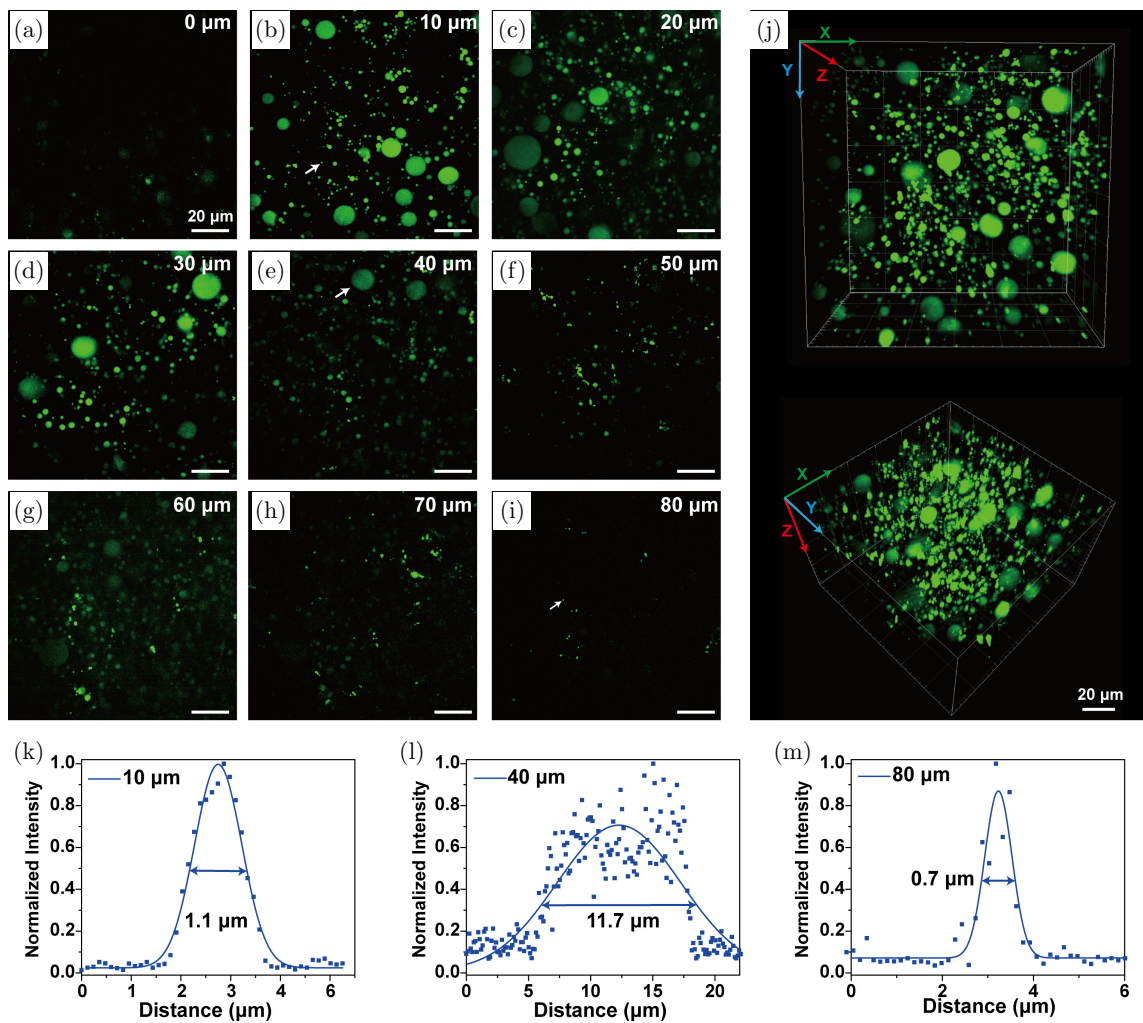 (a) 0 μm
20 μm
(b) 10 μm
(c) 20 μm
(d) 30 μm
(e) 40 μm
(f) 50 μm
(g) 60 μm
(h) 70 μm
(i) 80 μm
(j)
X
Y
Z
X
Y
Z
20 μm
(k)
10 μm
1.1 μm
Normalized Intensity
1.0
0.8
0.6
0.4
0.2
0.0
0 2 4 6
Distance (μm)
(l)
40 μm
11.7 μm
Normalized Intensity
1.0
0.8
0.6
0.4
0.2
0.0
0 5 10 15 20
Distance (μm)
(m)
80 μm
0.7 μm
Normalized Intensity
1.0
0.8
0.6
0.4
0.2
0.0
0 2 4 6
Distance (μm)